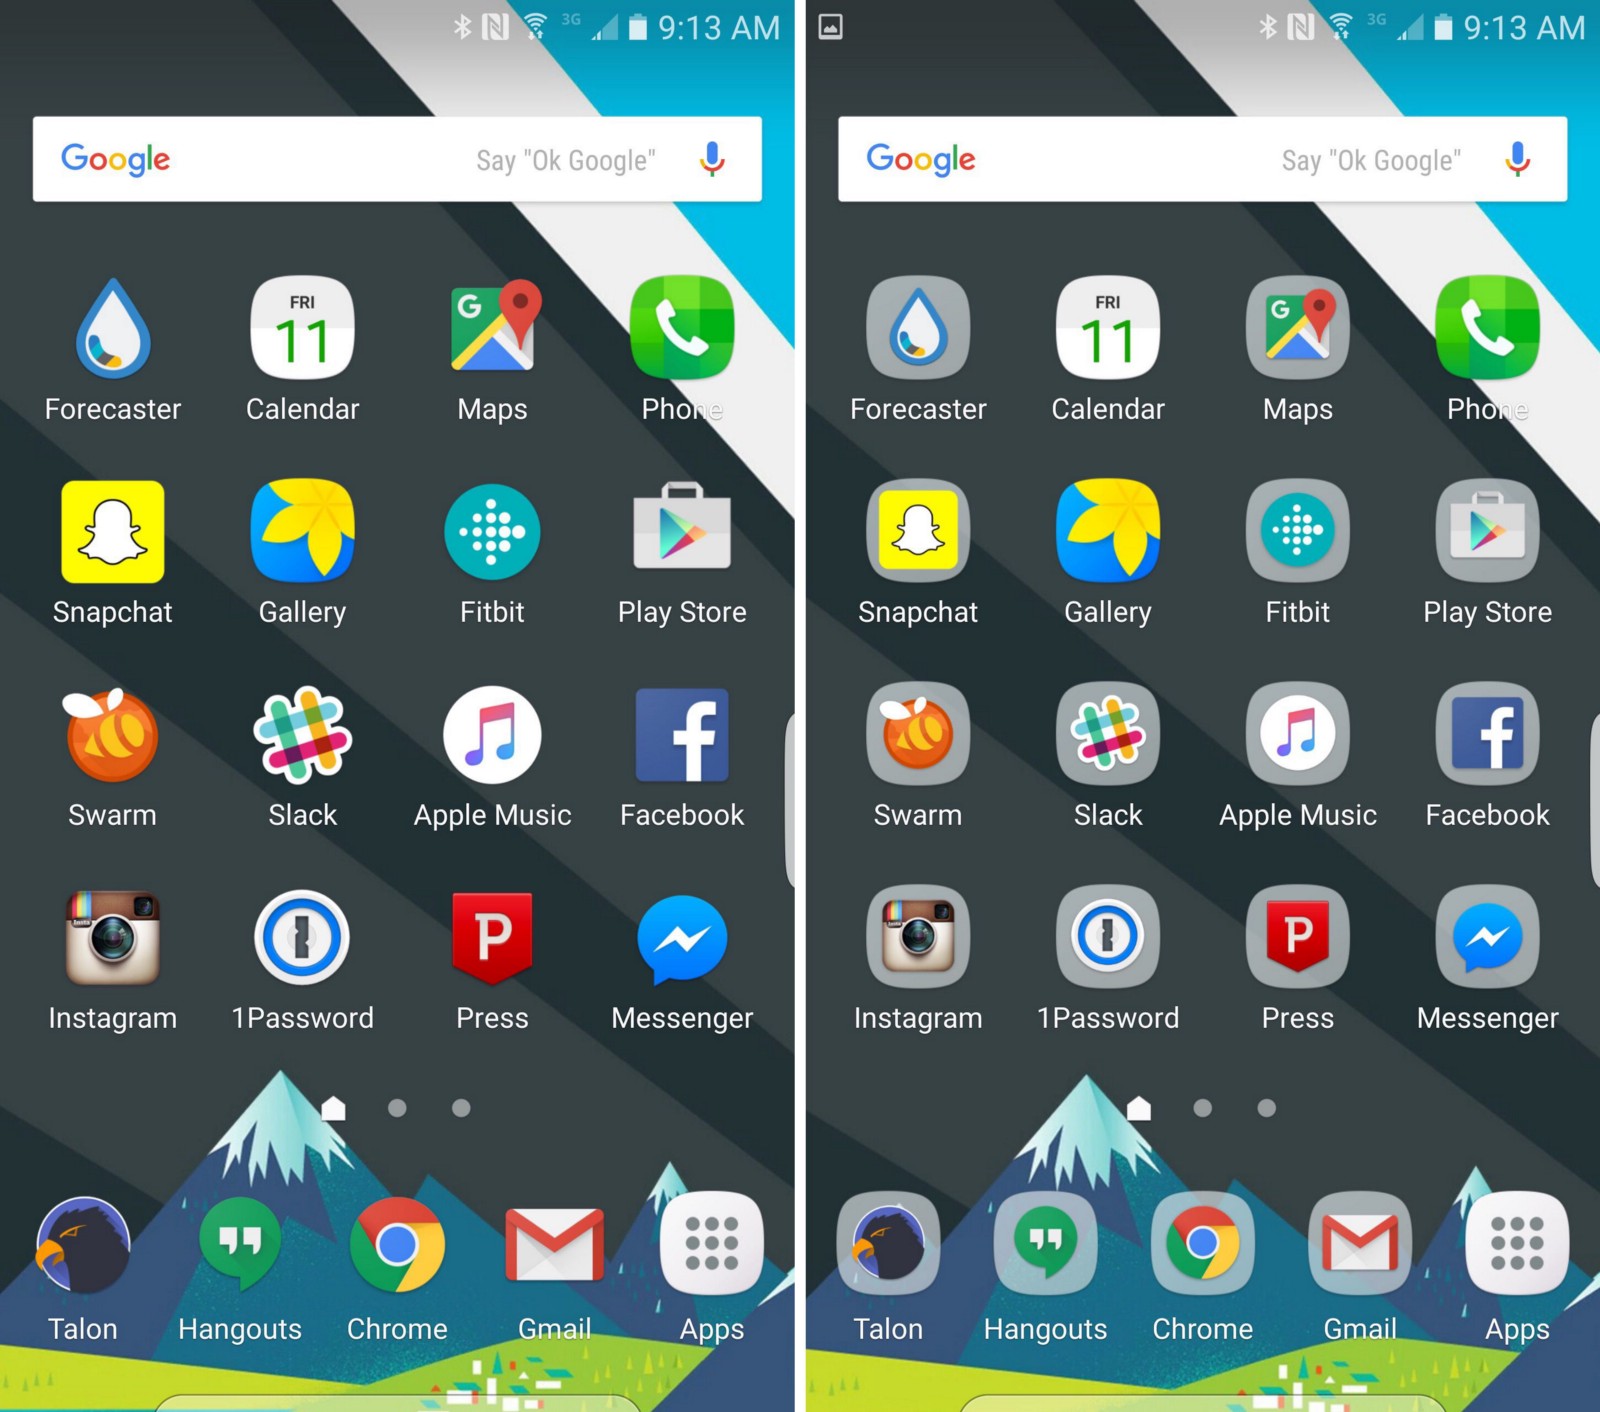 3G 9:13 AM
Google Say "Ok Google"
FRI
11
G
Forecaster Calendar Maps Phone
Snapchat Gallery Fitbit Play Store
f
Swarm Slack Apple Music Facebook
Insta
1 P
Instagram 1Password Press Messenger
Talon Hangouts Chrome Gmail Apps
3G 9:13 AM
Google Say "Ok Google"
FRI
11
G
Forecaster Calendar Maps Phone
Snapchat Gallery Fitbit Play Store
f
Swarm Slack Apple Music Facebook
1 P
Instagram 1Password Press Messenger
Talon Hangouts Chrome Gmail Apps